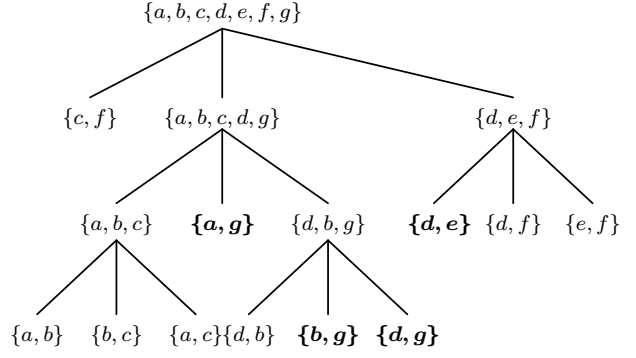 {a, b, c, d, e, f, g}
{c, f} {a, b, c, d, g} {d, e, f}
{a, b, c} {a, g} {d, b, g} {d, e} {d, f} {e, f}
{a, b} {b, c} {a, c} {d, b} {b, g} {d, g}